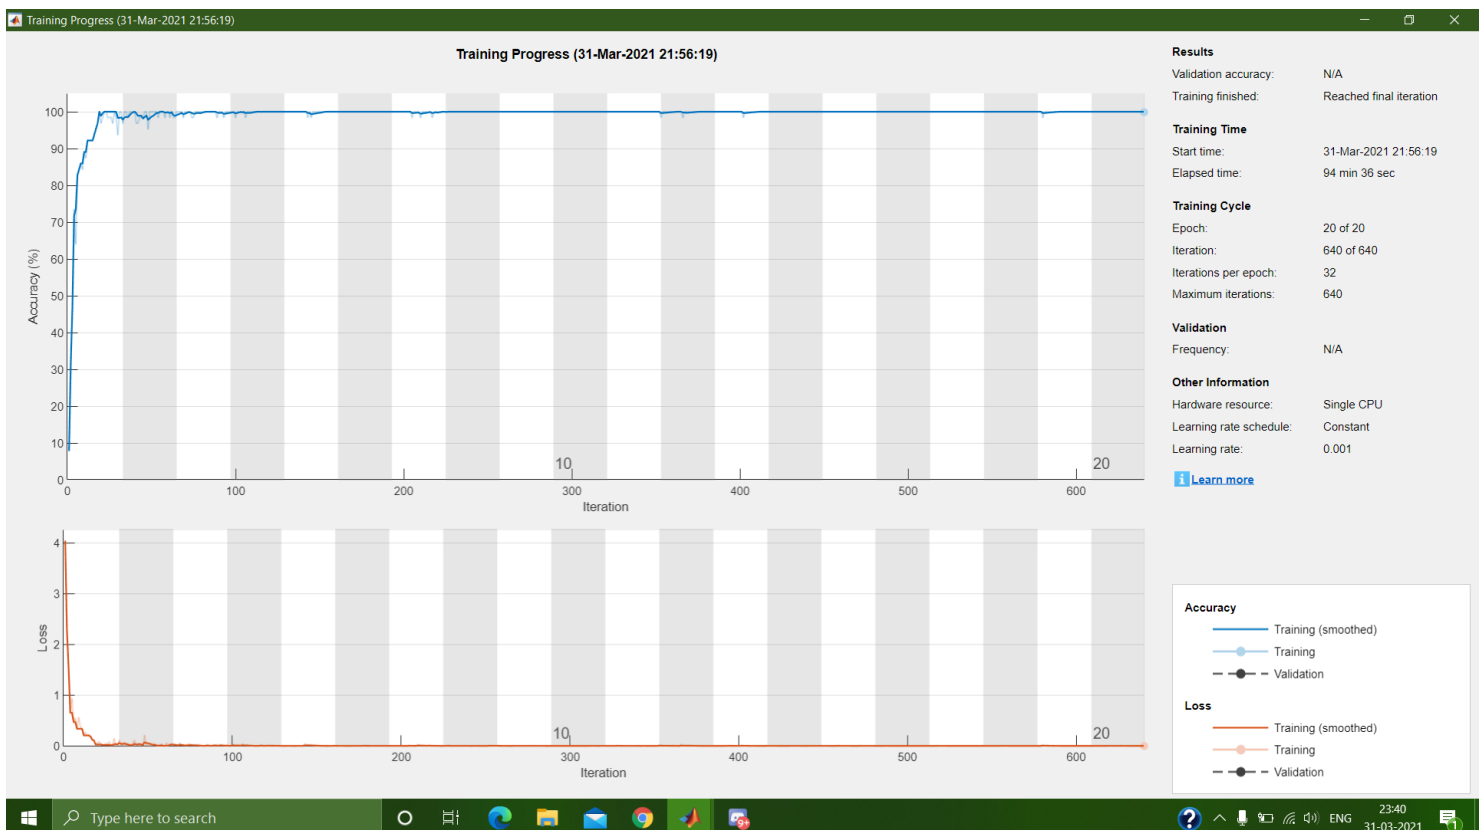 Training Progress (31-Mar-2021 21:56:19)
Training Progress (31-Mar-2021 21:56:19)
100
90
80
70
60
50
40
30
20
10
0
Accuracy (%)
10
20
0 100 200 300 400 500 600
Iteration
4
3
2
1
0
Loss
10
20
0 100 200 300 400 500 600
Iteration
Results
Validation accuracy: N/A
Training finished: Reached final iteration
Training Time
Start time: 31-Mar-2021 21:56:19
Elapsed time: 94 min 36 sec
Training Cycle
Epoch: 20 of 20
Iteration: 640 of 640
Iterations per epoch: 32
Maximum iterations: 640
Validation
Frequency: N/A
Other Information
Hardware resource: Single CPU
Learning rate schedule: Constant
Learning rate: 0.001
i Learn more
Accuracy
Training (smoothed)
Training
Validation
Loss
Training (smoothed)
Training
Validation
Type here to search
9+
?
ENG
23:40
31-03-2021
1